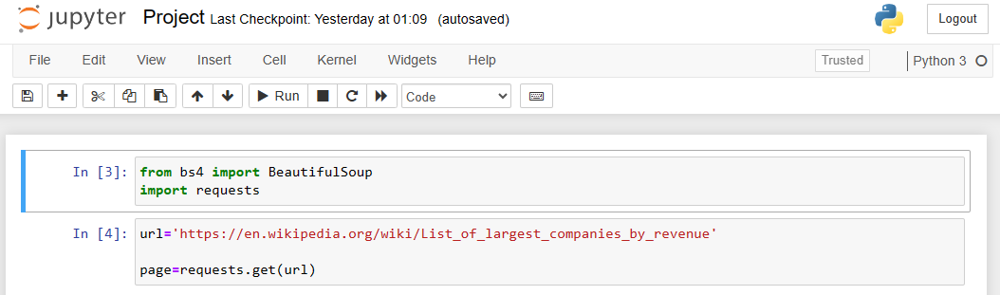 jupyter Project Last Checkpoint: Yesterday at 01:09 (autosaved) Logout
File Edit View Insert Cell Kernel Widgets Help Trusted Python 3
Run Code
In [3]: from bs4 import BeautifulSoup
import requests
In [4]: url='https://en.wikipedia.org/wiki/List_of_largest_companies_by_revenue'
page=requests.get(url)